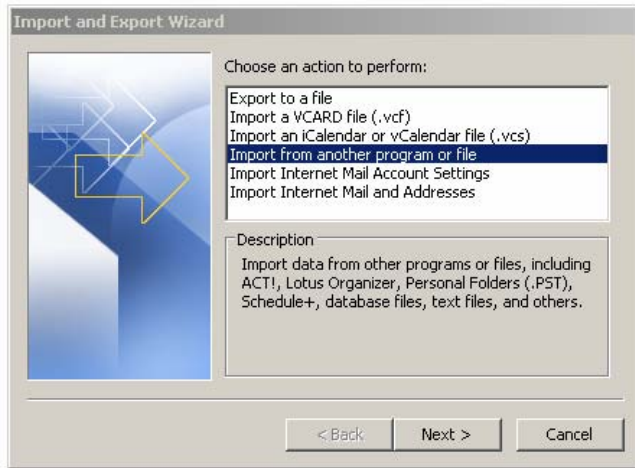 Import and Export Wizard
Choose an action to perform:
Export to a file
Import a VCARD file (.vcf)
Import an iCalendar or vCalendar file (.vcs)
Import from another program or file
Import Internet Mail Account Settings
Import Internet Mail and Addresses
Description
Import data from other programs or files, including
ACT!, Lotus Organizer, Personal Folders (.PST),
Schedule+, database files, text files, and others.
< Back
Next >
Cancel